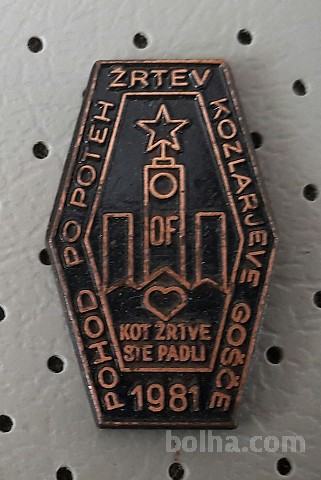 POHOD PO POTEH ŽRTEV KOZLARJEVE GOŠČE
OF
KOT ŽRTVE
STE PADLI
1981
bolha.com